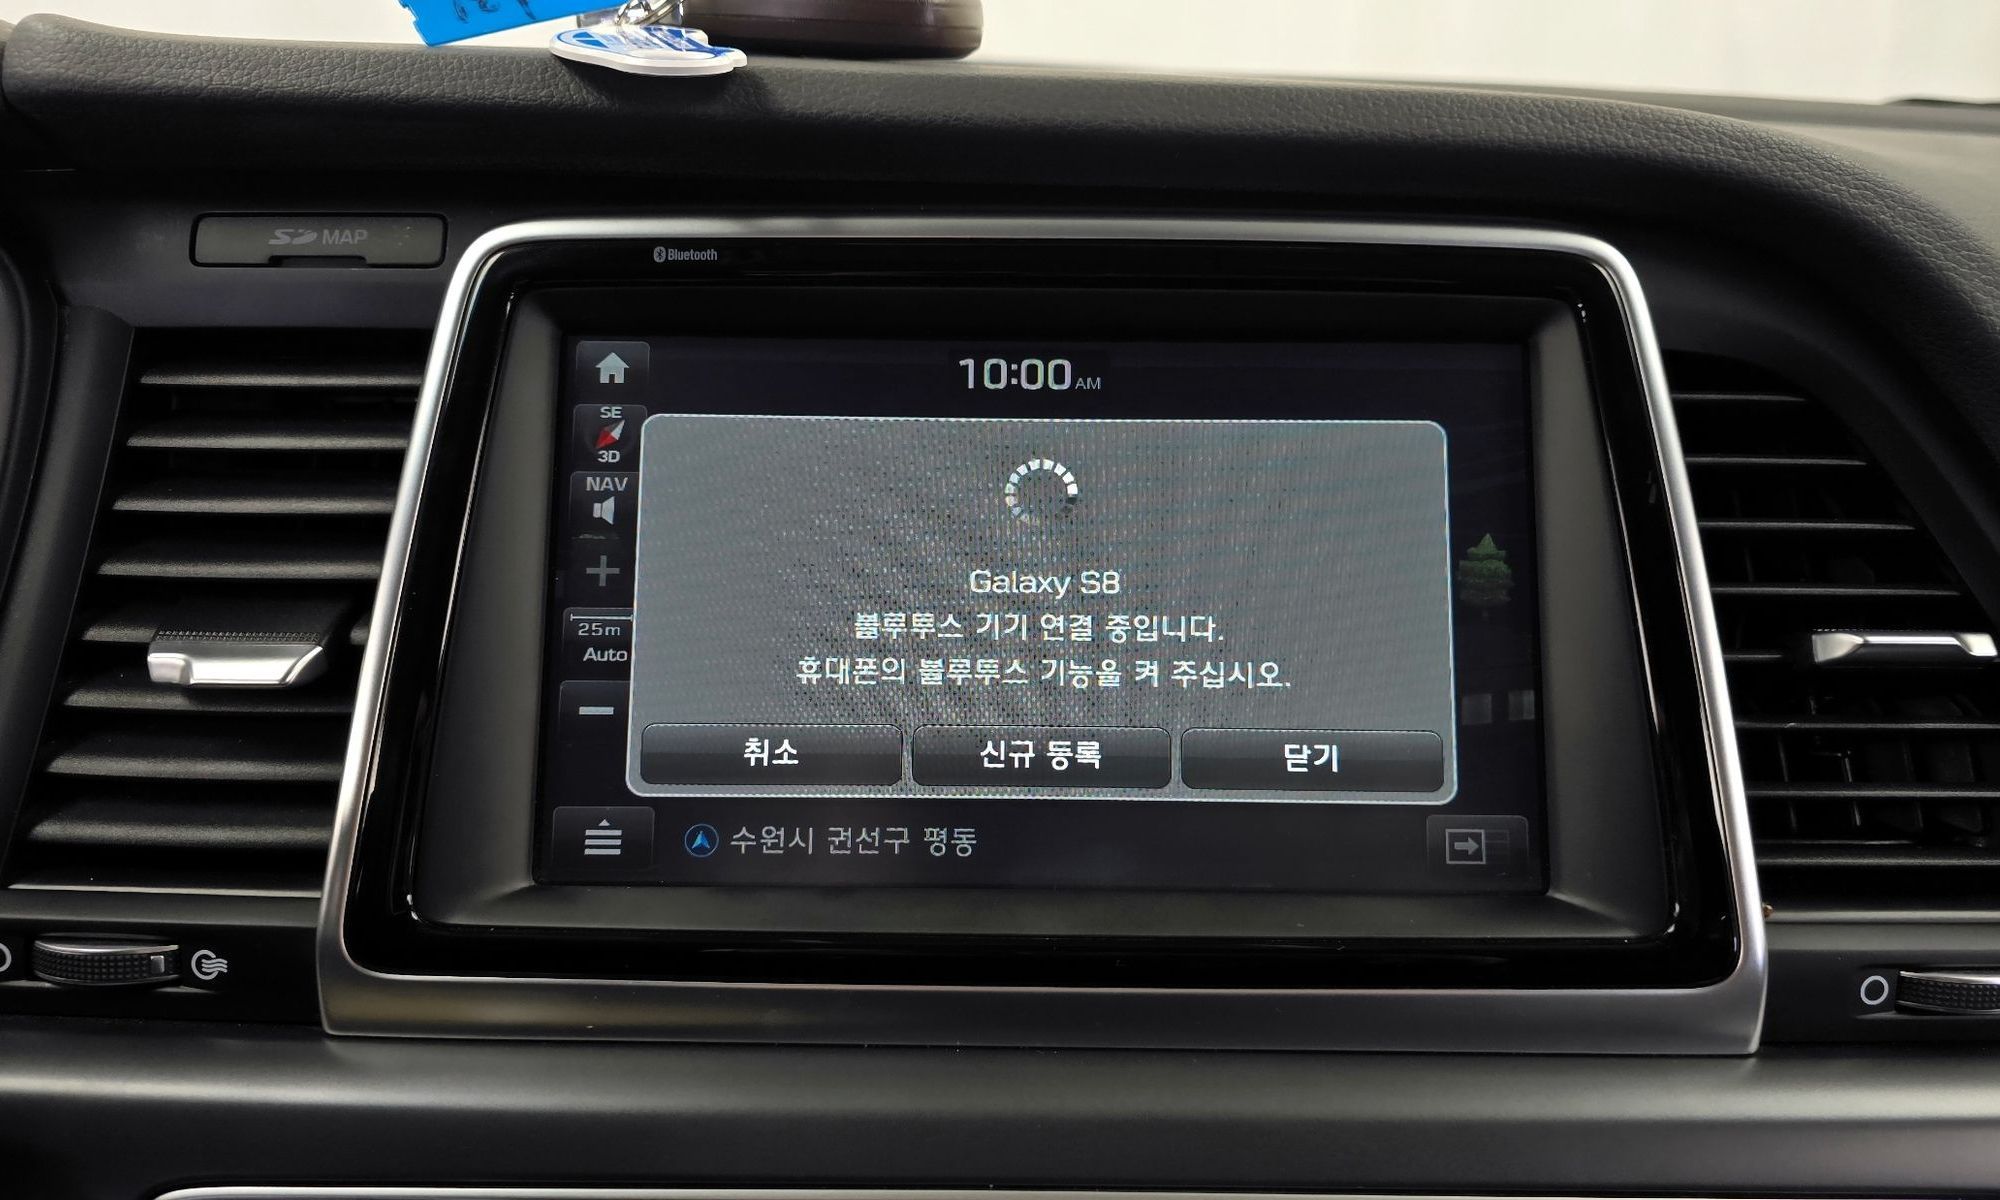 SD MAP
Bluetooth
10:00 AM
SE
3D
NAV
25m
Auto
Galaxy S8
블루투스 기기 연결 중입니다.
휴대폰의 블루투스 기능을 켜 주십시오.
취소
신규 등록
닫기
수원시 권선구 평동